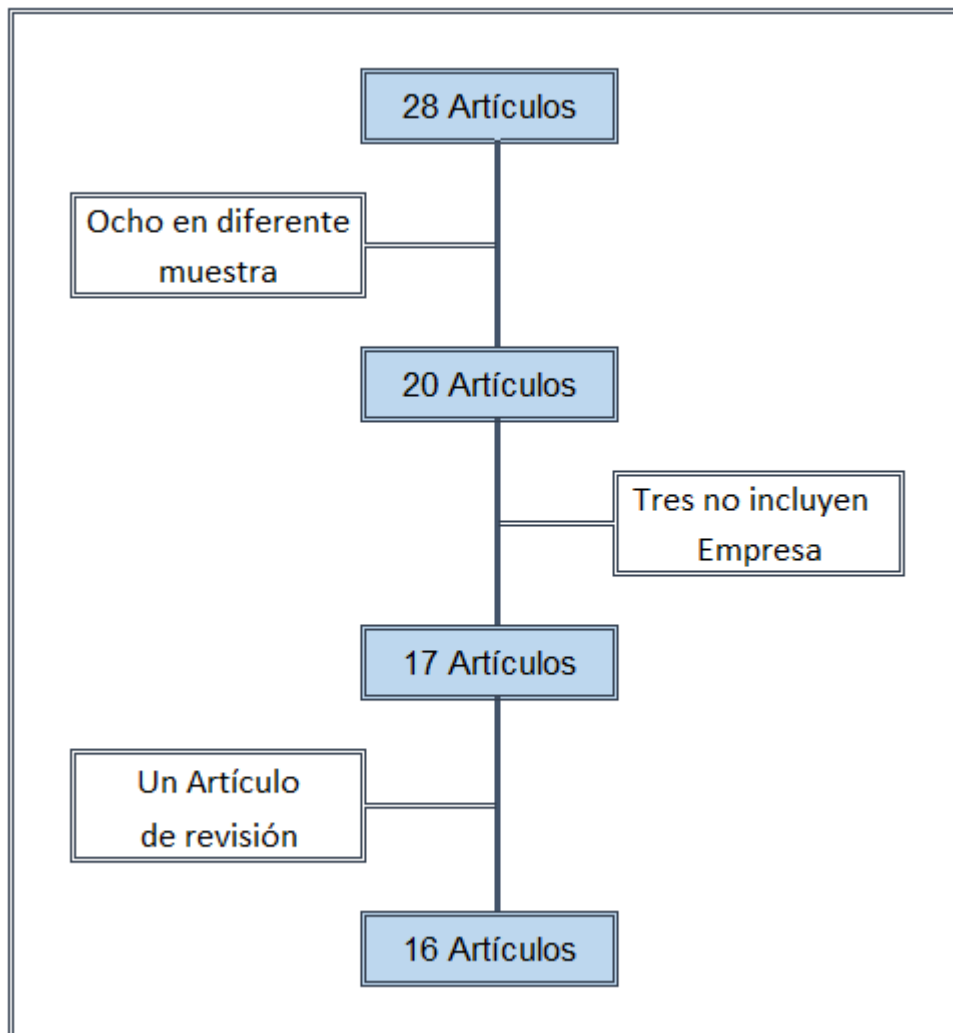 28 Artículos
Ocho en diferente
muestra
20 Artículos
Tres no incluyen
Empresa
17 Artículos
Un Artículo
de revisión
16 Artículos